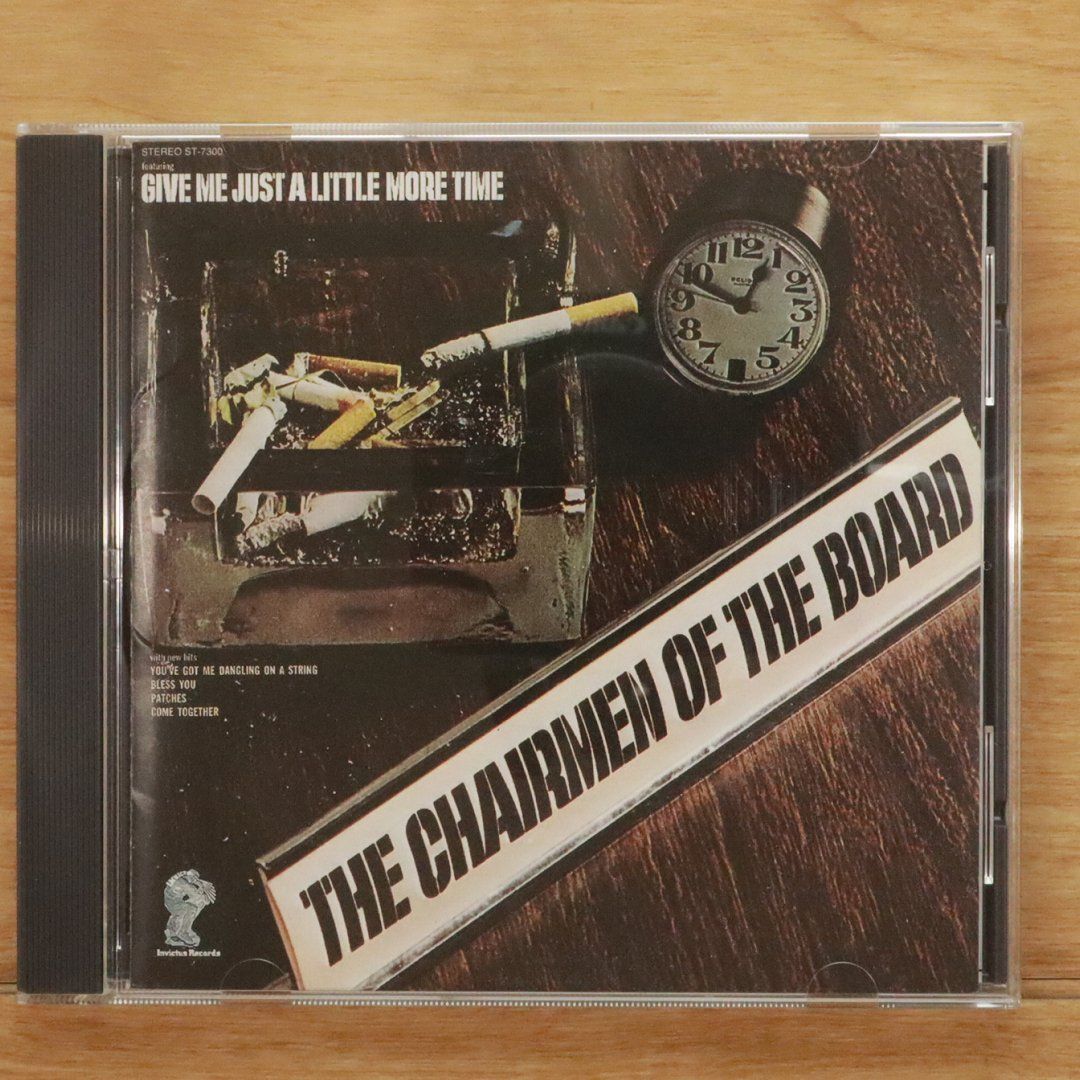 STEREO ST-7300
featuring
GIVE ME JUST A LITTLE MORE TIME
11 12 1
10 2
9 3
8 4
7 5
with new hits
YOU'VE GOT ME DANGLING ON A STRING
BLESS YOU
PATCHES
COME TOGETHER
THE CHAIRMEN OF THE BOARD
Invictus Records